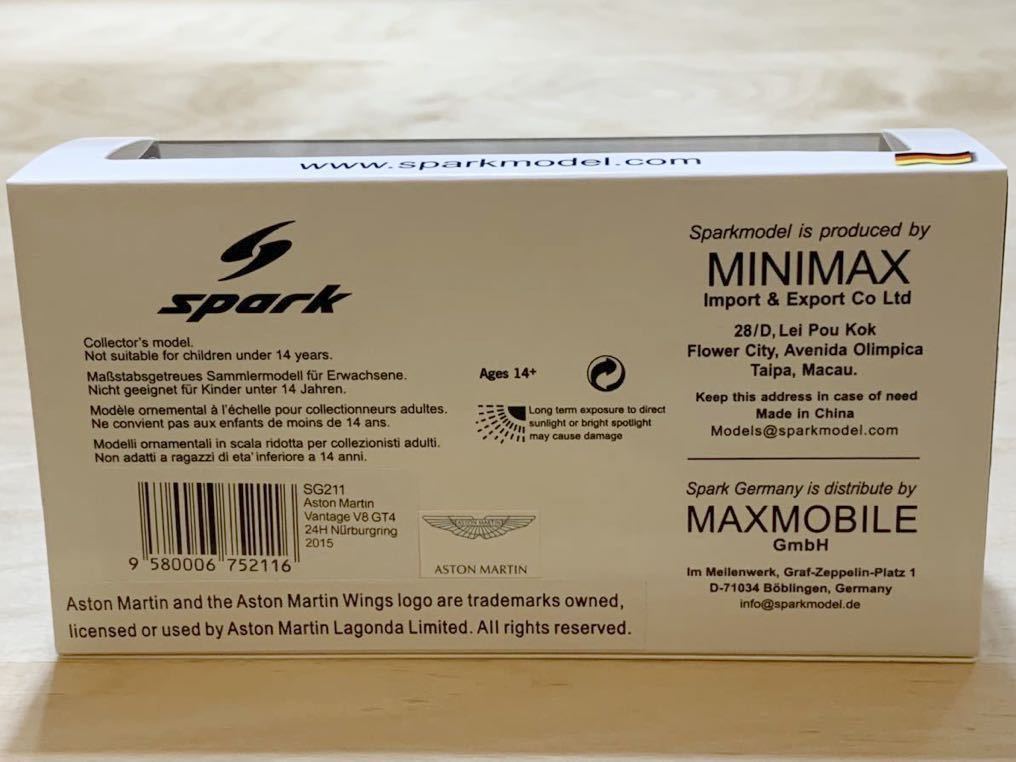 www.sparkmodel.com
spark
Collector's model.
Not suitable for children under 14 years.
Maßstabsgetreues Sammlermodell für Erwachsene.
Nicht geeignet für Kinder unter 14 Jahren.
Modèle ornemental à l'échelle pour collectionneurs adultes.
Ne convient pas aux enfants de moins de 14 ans.
Modelli ornamentali in scala ridotta per collezionisti adulti.
Non adatti a ragazzi di eta' inferiore a 14 anni.
Ages 14+
Long term exposure to direct
sunlight or bright spotlight
may cause damage
SG211
Aston Martin
Vantage V8 GT4
24H Nürburgring
2015
9 580006 752116
ASTON MARTIN
ASTON MARTIN
Aston Martin and the Aston Martin Wings logo are trademarks owned,
licensed or used by Aston Martin Lagonda Limited. All rights reserved.
Sparkmodel is produced by
MINIMAX
Import & Export Co Ltd
28/D, Lei Pou Kok
Flower City, Avenida Olimpica
Taipa, Macau.
Keep this address in case of need
Made in China
Models@sparkmodel.com
Spark Germany is distribute by
MAXMOBILE
GmbH
Im Meilenwerk, Graf-Zeppelin-Platz 1
D-71034 Böblingen, Germany
info@sparkmodel.de